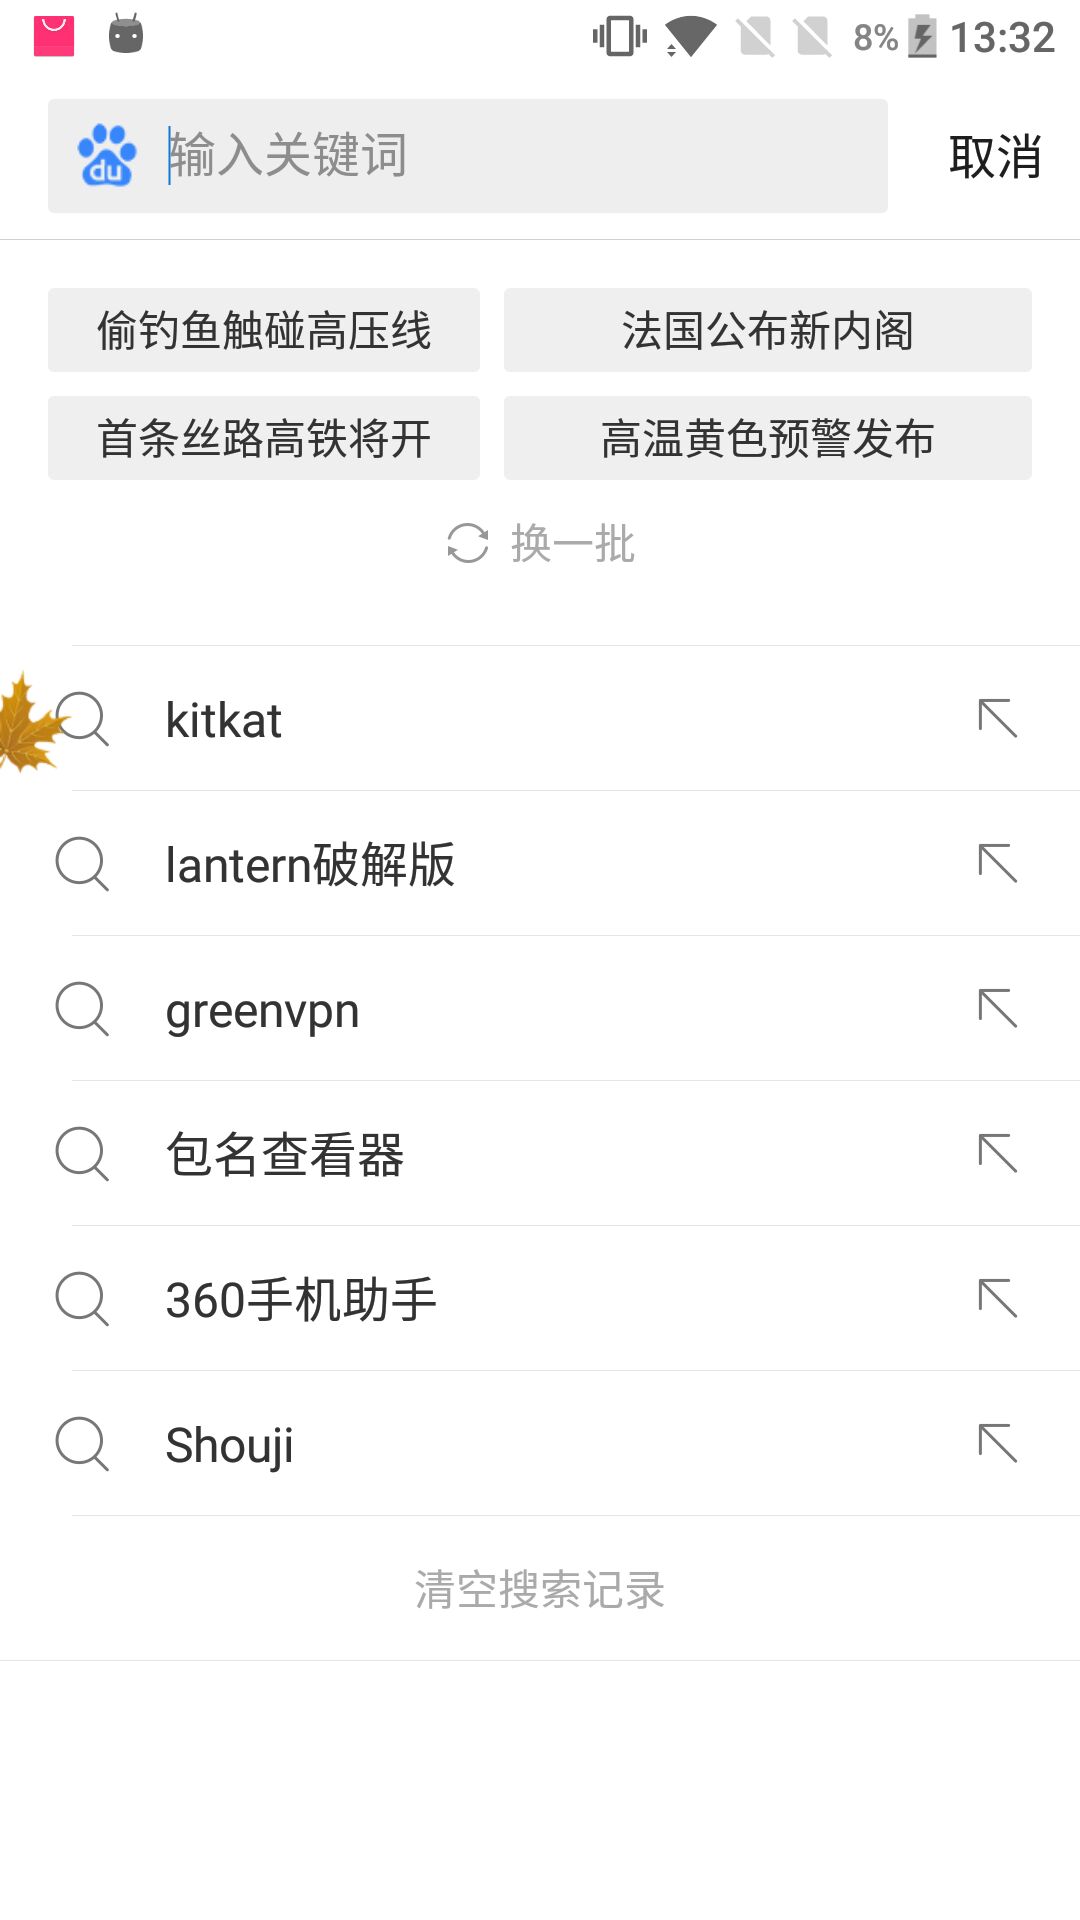 8% 13:32
du 输入关键词 取消
偷钓鱼触碰高压线 法国公布新内阁
首条丝路高铁将开 高温黄色预警发布
换一批
kitkat
lantern破解版
greenvpn
包名查看器
360手机助手
Shouji
清空搜索记录